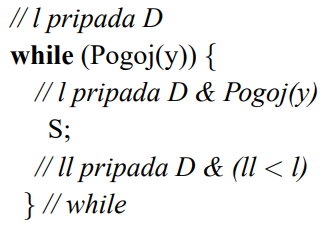 // l pripada D
while (Pogoj(y)) {
// l pripada D & Pogoj(y)
S;
// ll pripada D & (ll < l)
} // while